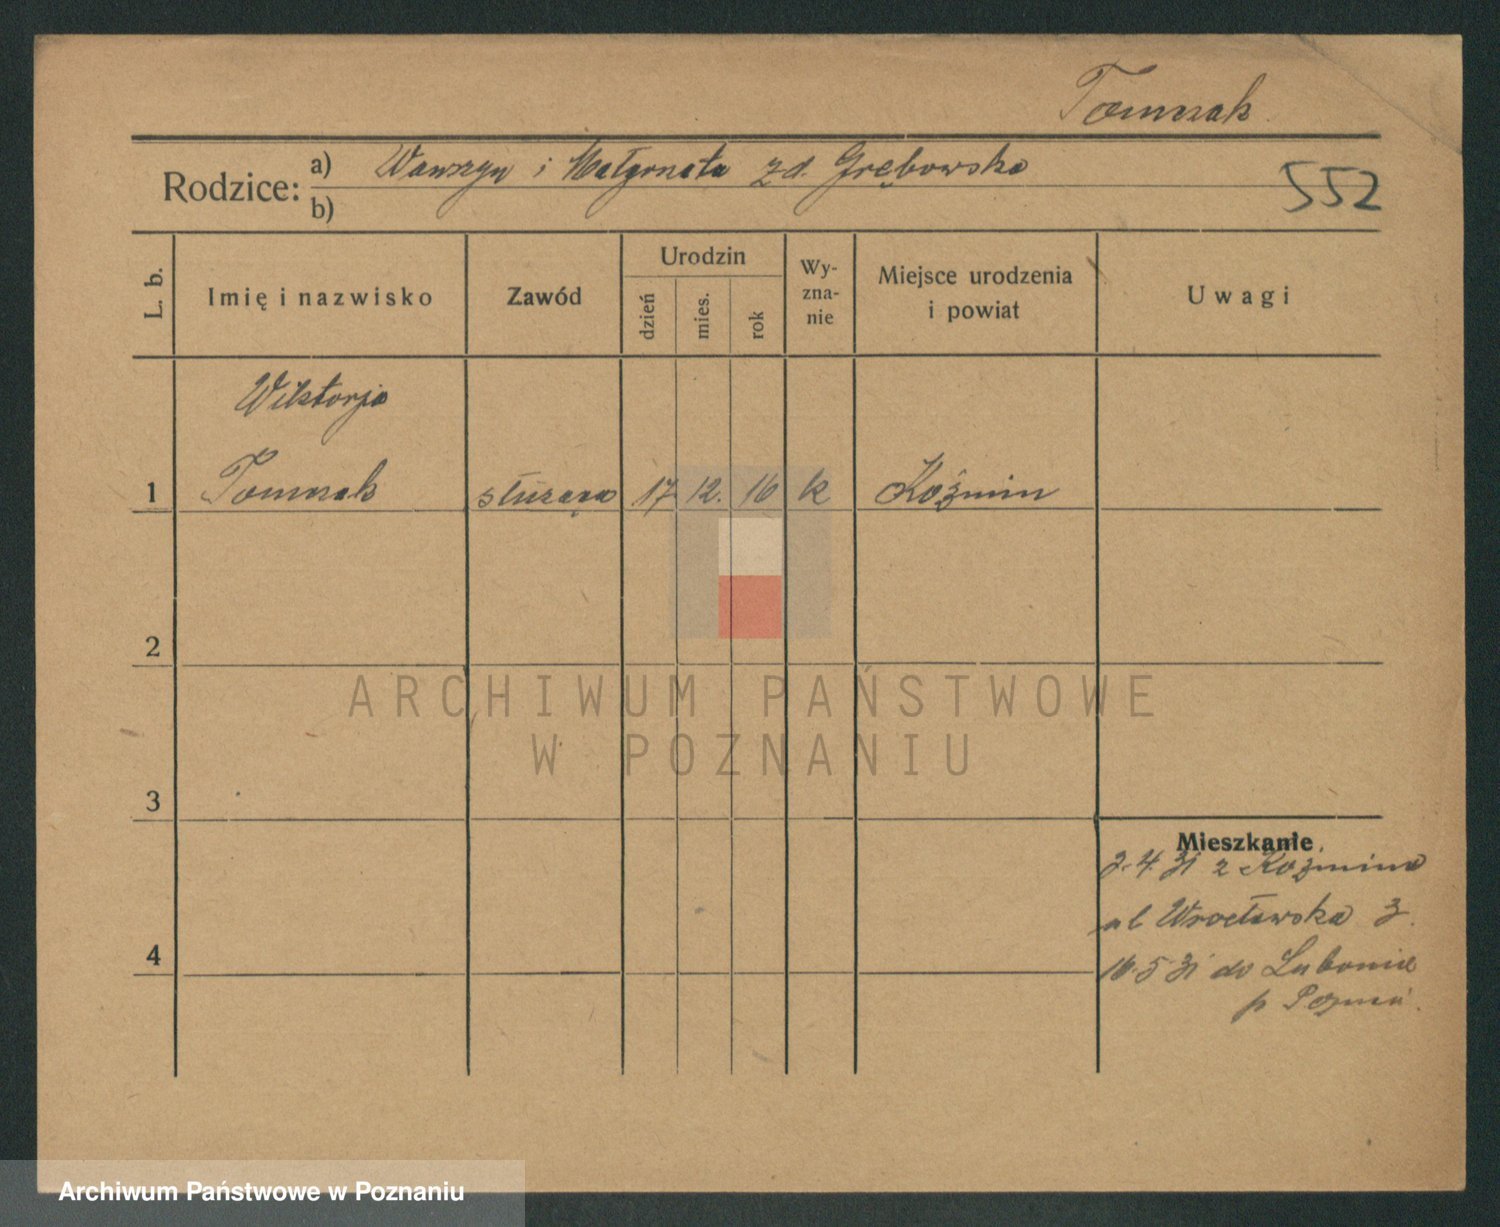 Tomczak
Rodzice: a) Wawrzyn i Małgorzata zd. Grębowska
b)
552
L. b.
Imię i nazwisko
Zawód
Urodzin
dzień
mies.
rok
Wy-
zna-
nie
Miejsce urodzenia
i powiat
Uwagi
Wiktorja
1 Tomczak służąca 17 12. 16 k Koźmin
2
ARCHIWUM PAŃSTWOWE
W POZNANIU
3
Mieszkanie
2.4.31 z Koźmina
ul Wrocławska 3.
4
16.5.31 do Lubonia
p Poznań.
Archiwum Państwowe w Poznaniu